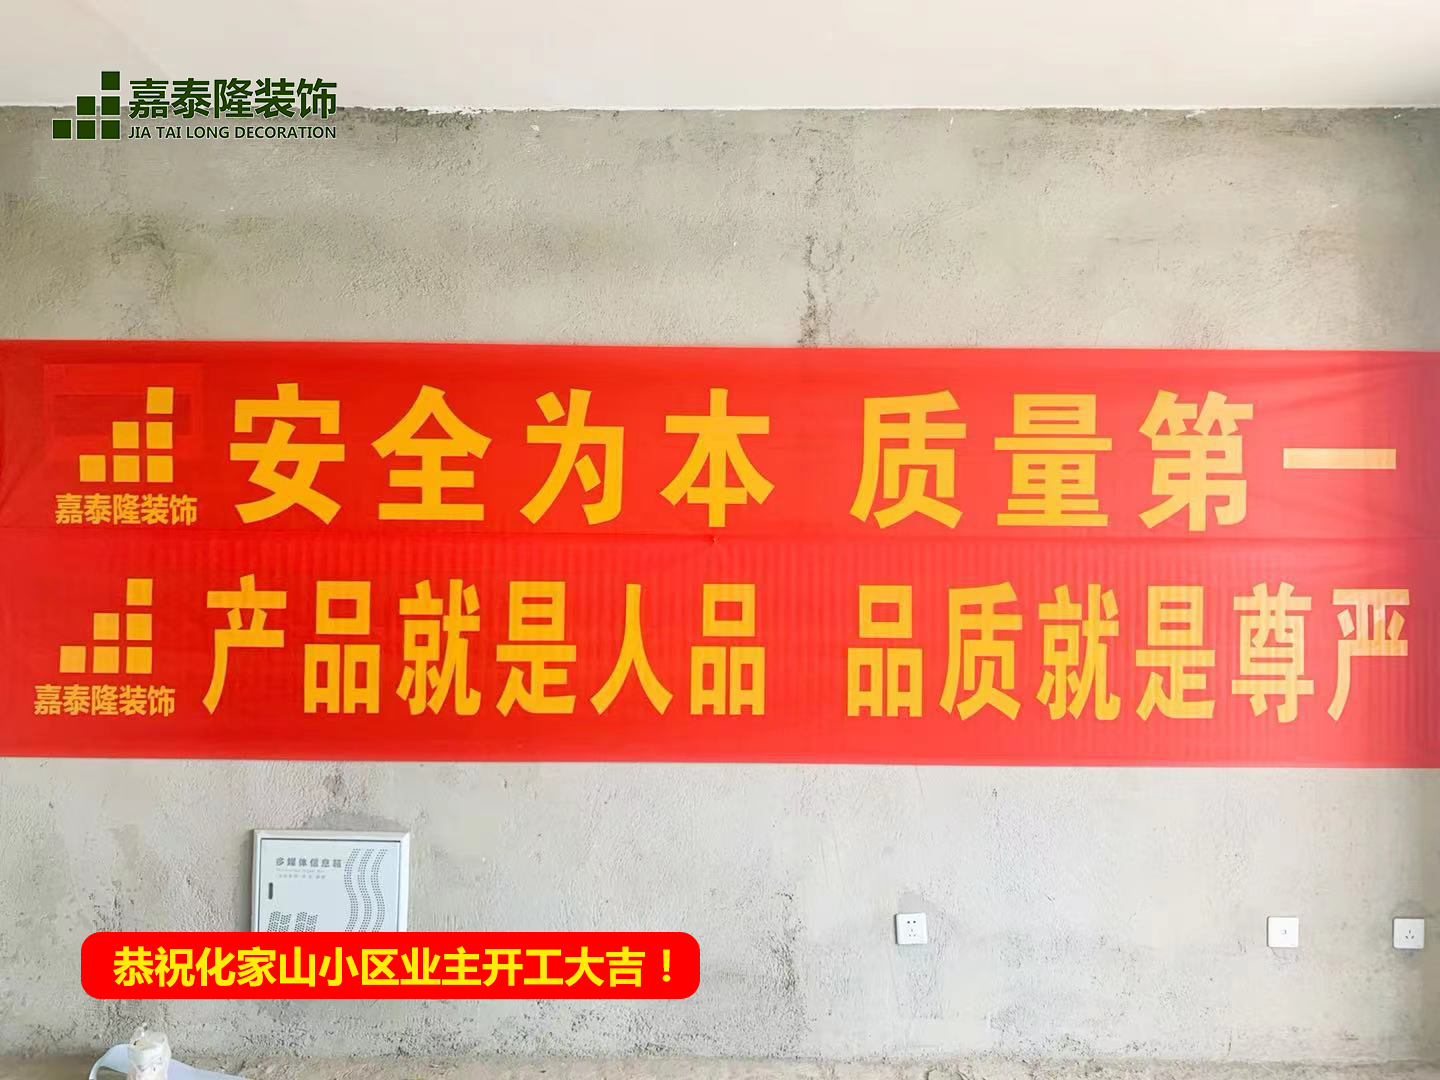 嘉泰隆装饰
JIA TAI LONG DECORATION
安全为本 质量第一
嘉泰隆装饰
产品就是人品 品质就是尊严
嘉泰隆装饰
多媒体信息箱
恭祝化家山小区业主开工大吉！